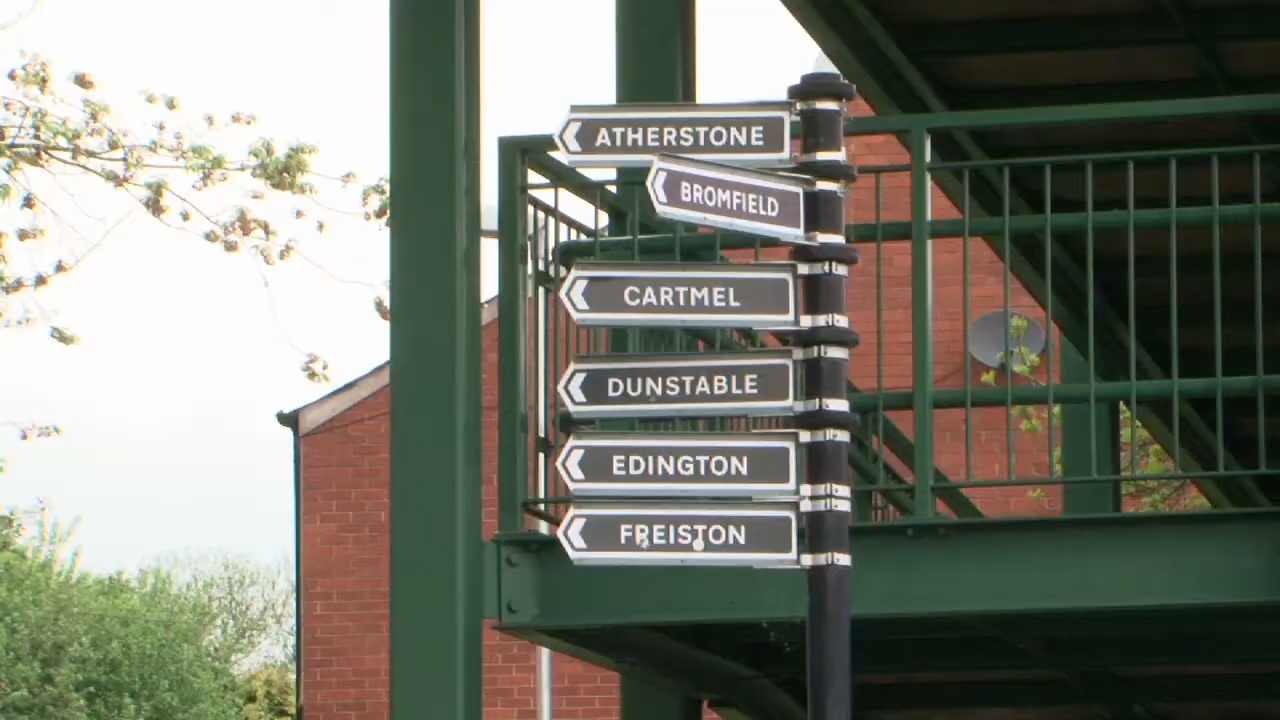 ATHERSTONE
BROMFIELD
CARTMEL
DUNSTABLE
EDINGTON
FREISTON